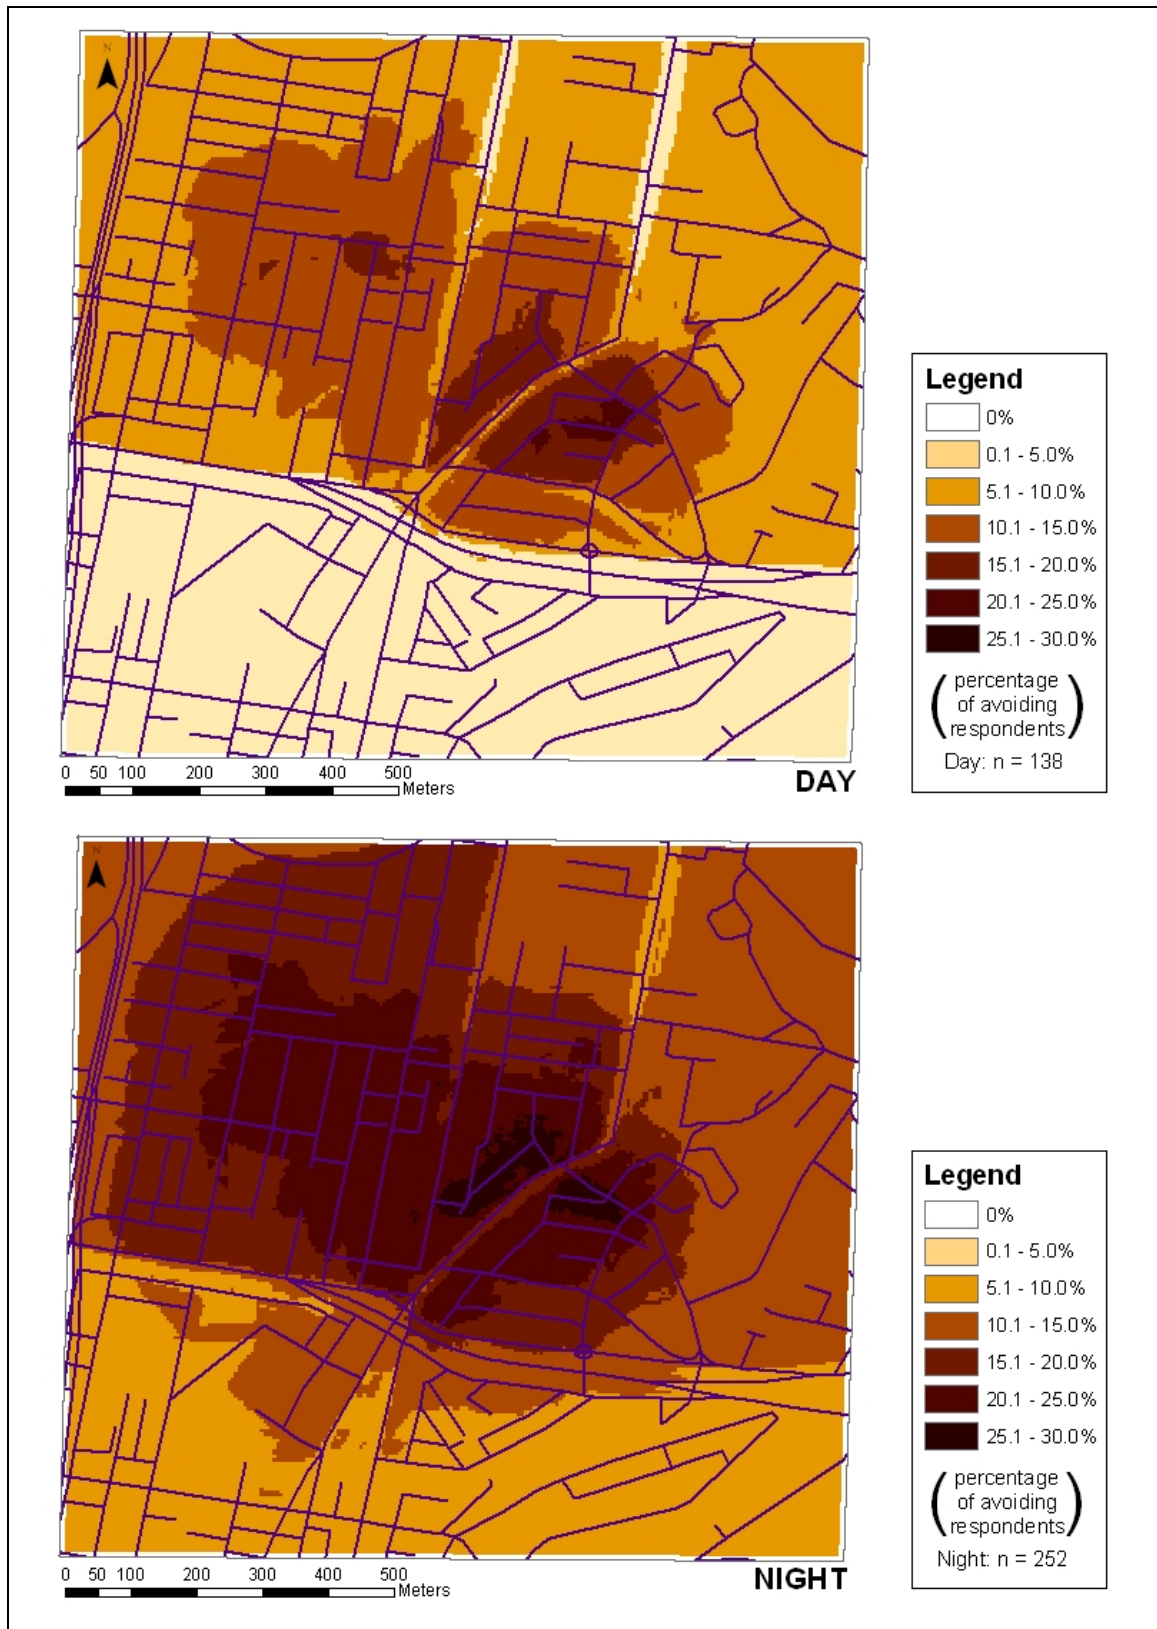 N
Legend
0%
0.1 - 5.0%
5.1 - 10.0%
10.1 - 15.0%
15.1 - 20.0%
20.1 - 25.0%
25.1 - 30.0%
(percentage
of avoiding
respondents)
Day: n = 138
0 50 100 200 300 400 500
Meters
DAY
N
Legend
0%
0.1 - 5.0%
5.1 - 10.0%
10.1 - 15.0%
15.1 - 20.0%
20.1 - 25.0%
25.1 - 30.0%
(percentage
of avoiding
respondents)
Night: n = 252
0 50 100 200 300 400 500
Meters
NIGHT